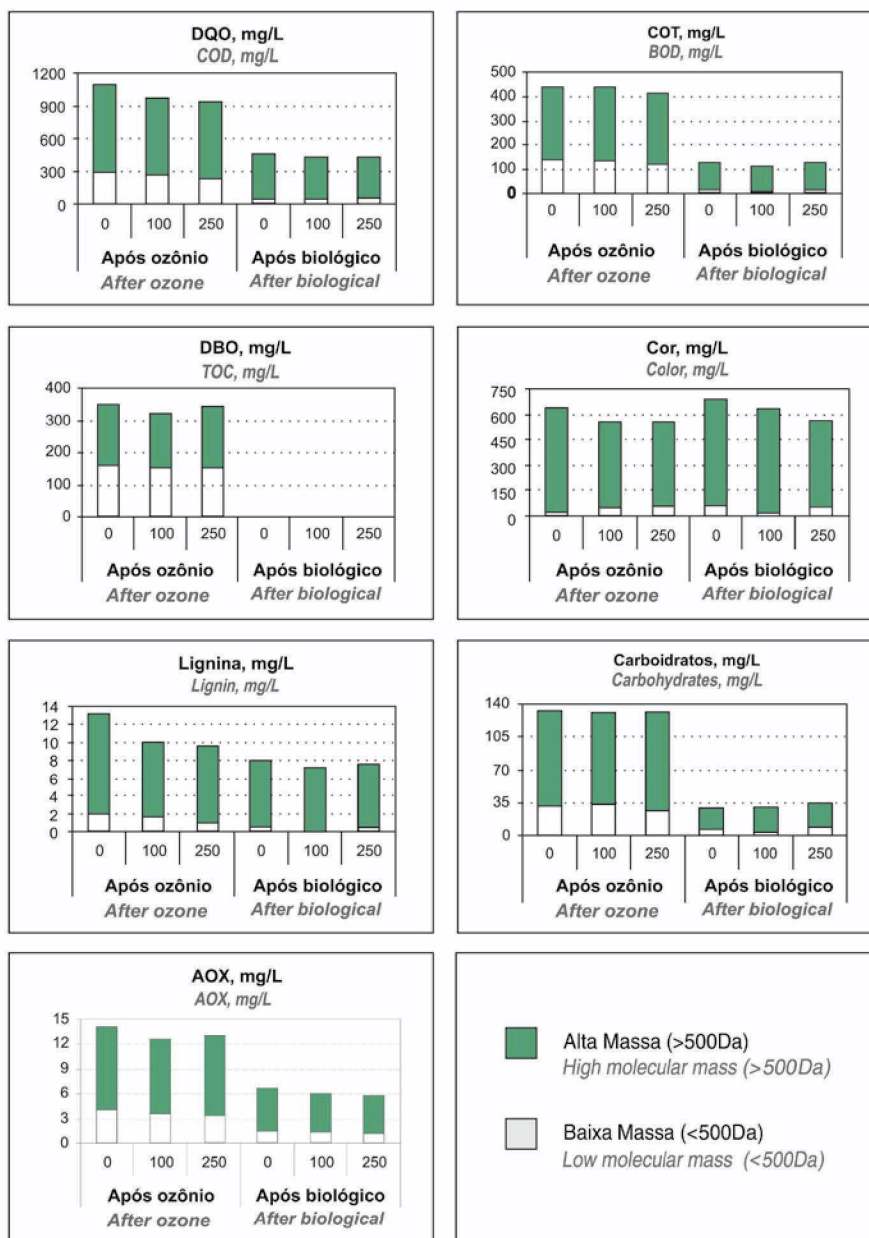 DQO, mg/L
COD, mg/L
1200
900
600
300
0
0 100 250 0 100 250
Após ozônio Após biológico
After ozone After biological
COT, mg/L
BOD, mg/L
500
400
300
200
100
0
0 100 250 0 100 250
Após ozônio Após biológico
After ozone After biological
DBO, mg/L
TOC, mg/L
400
300
200
100
0
0 100 250 0 100 250
Após ozônio Após biológico
After ozone After biological
Cor, mg/L
Color, mg/L
750
600
450
300
150
0
0 100 250 0 100 250
Após ozônio Após biológico
After ozone After biological
Lignina, mg/L
Lignin, mg/L
14
12
10
8
6
4
2
0
0 100 250 0 100 250
Após ozônio Após biológico
After ozone After biological
Carboidratos, mg/L
Carbohydrates, mg/L
140
105
70
35
0
0 100 250 0 100 250
Após ozônio Após biológico
After ozone After biological
AOX, mg/L
AOX, mg/L
15
12
9
6
3
0
0 100 250 0 100 250
Após ozônio Após biológico
After ozone After biological
Alta Massa (>500Da)
High molecular mass (>500Da)
Baixa Massa (<500Da)
Low molecular mass (<500Da)